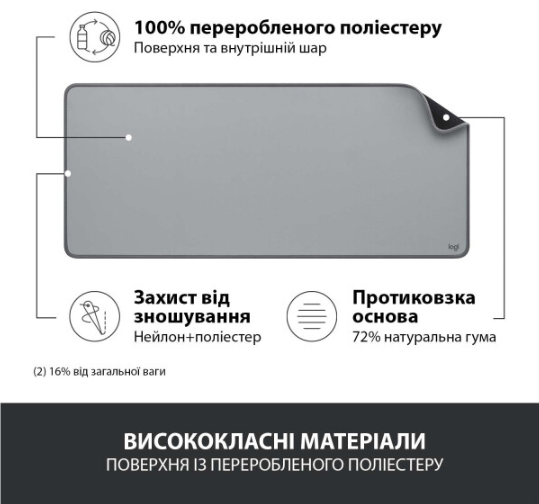 100% переробленого поліестеру
Поверхня та внутрішній шар
logi
Захист від
зношування
Нейлон+поліестер
Протиковзка
основа
72% натуральна гума
(2) 16% від загальної ваги
ВИСОКОКЛАСНІ МАТЕРІАЛИ
ПОВЕРХНЯ ІЗ ПЕРЕРОБЛЕНОГО ПОЛІЕСТЕРУ